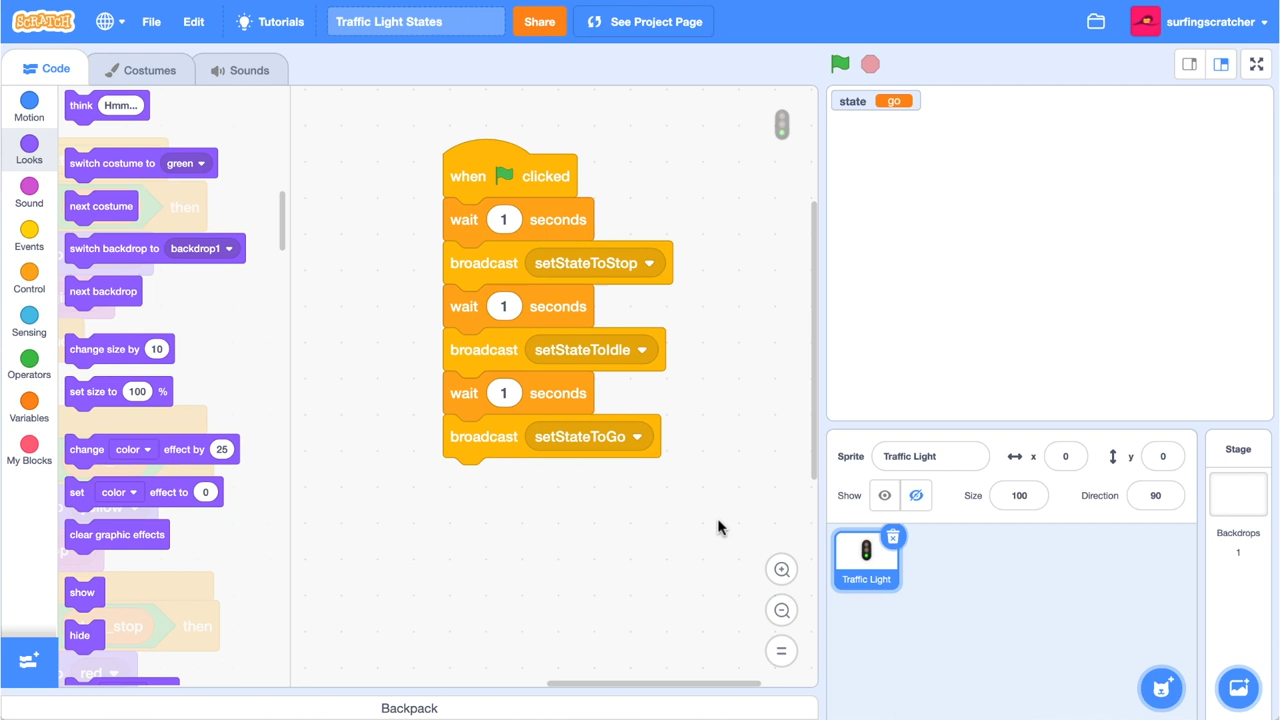 SCRATCH File Edit Tutorials Traffic Light States Share See Project Page surfingscratcher
Code Costumes Sounds
Motion
Looks
Sound
Events
Control
Sensing
Operators
Variables
My Blocks
think Hmm...
switch costume to green
then
next costume
switch backdrop to backdrop1
next backdrop
change size by 10
set size to 100 %
change color effect by 25
set color effect to 0
clear graphic effects
show
hide
stop then
red
when clicked
wait 1 seconds
broadcast setStateToStop
wait 1 seconds
broadcast setStateToIdle
wait 1 seconds
broadcast setStateToGo
Backpack
state go
Sprite Traffic Light x 0 y 0
Show Size 100 Direction 90
Traffic Light
Stage
Backdrops
1